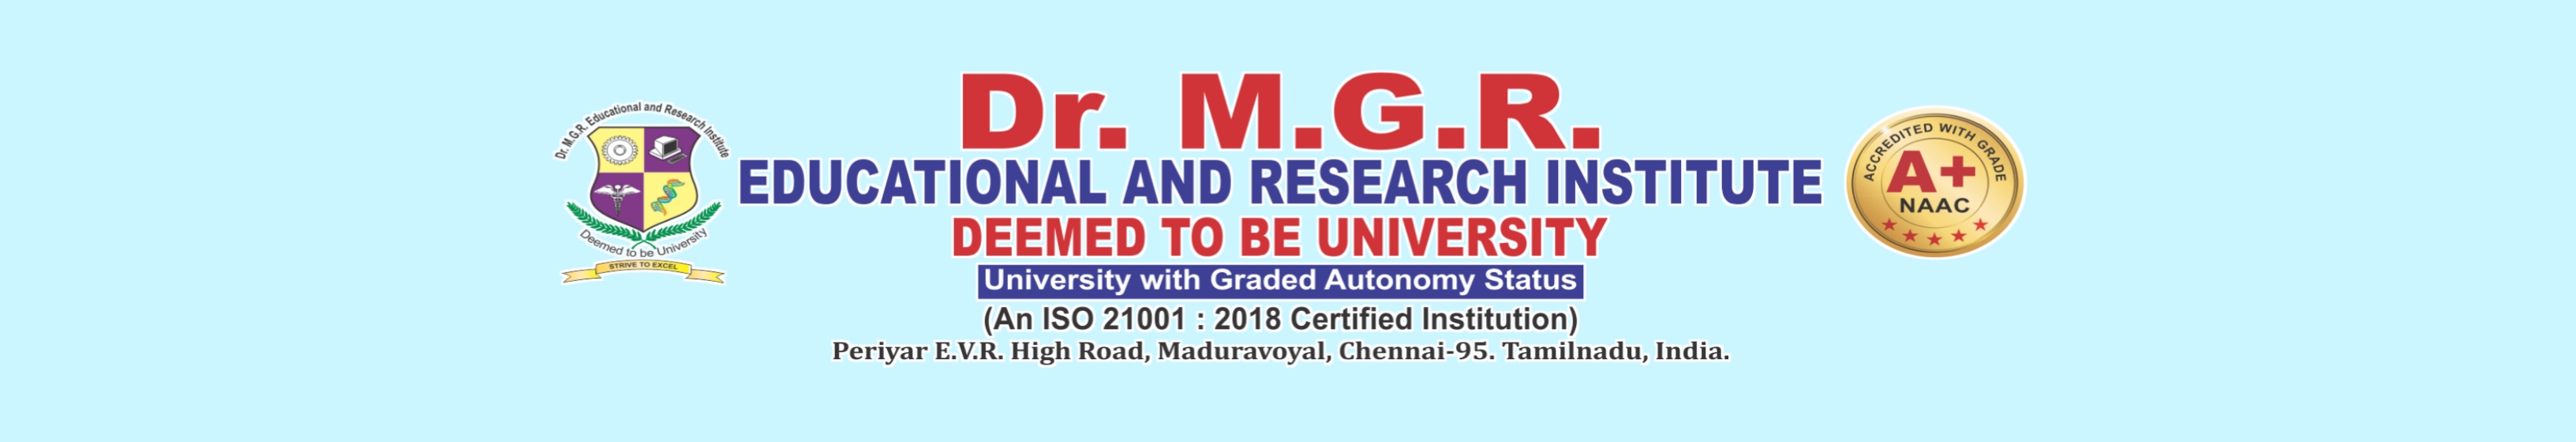 Dr. M.G.R. Educational and Research Institute
Deemed to be University
STRIVE TO EXCEL
Dr. M.G.R.
EDUCATIONAL AND RESEARCH INSTITUTE
DEEMED TO BE UNIVERSITY
University with Graded Autonomy Status
(An ISO 21001 : 2018 Certified Institution)
Periyar E.V.R. High Road, Maduravoyal, Chennai-95. Tamilnadu, India.
ACCREDITED WITH GRADE
A+
NAAC